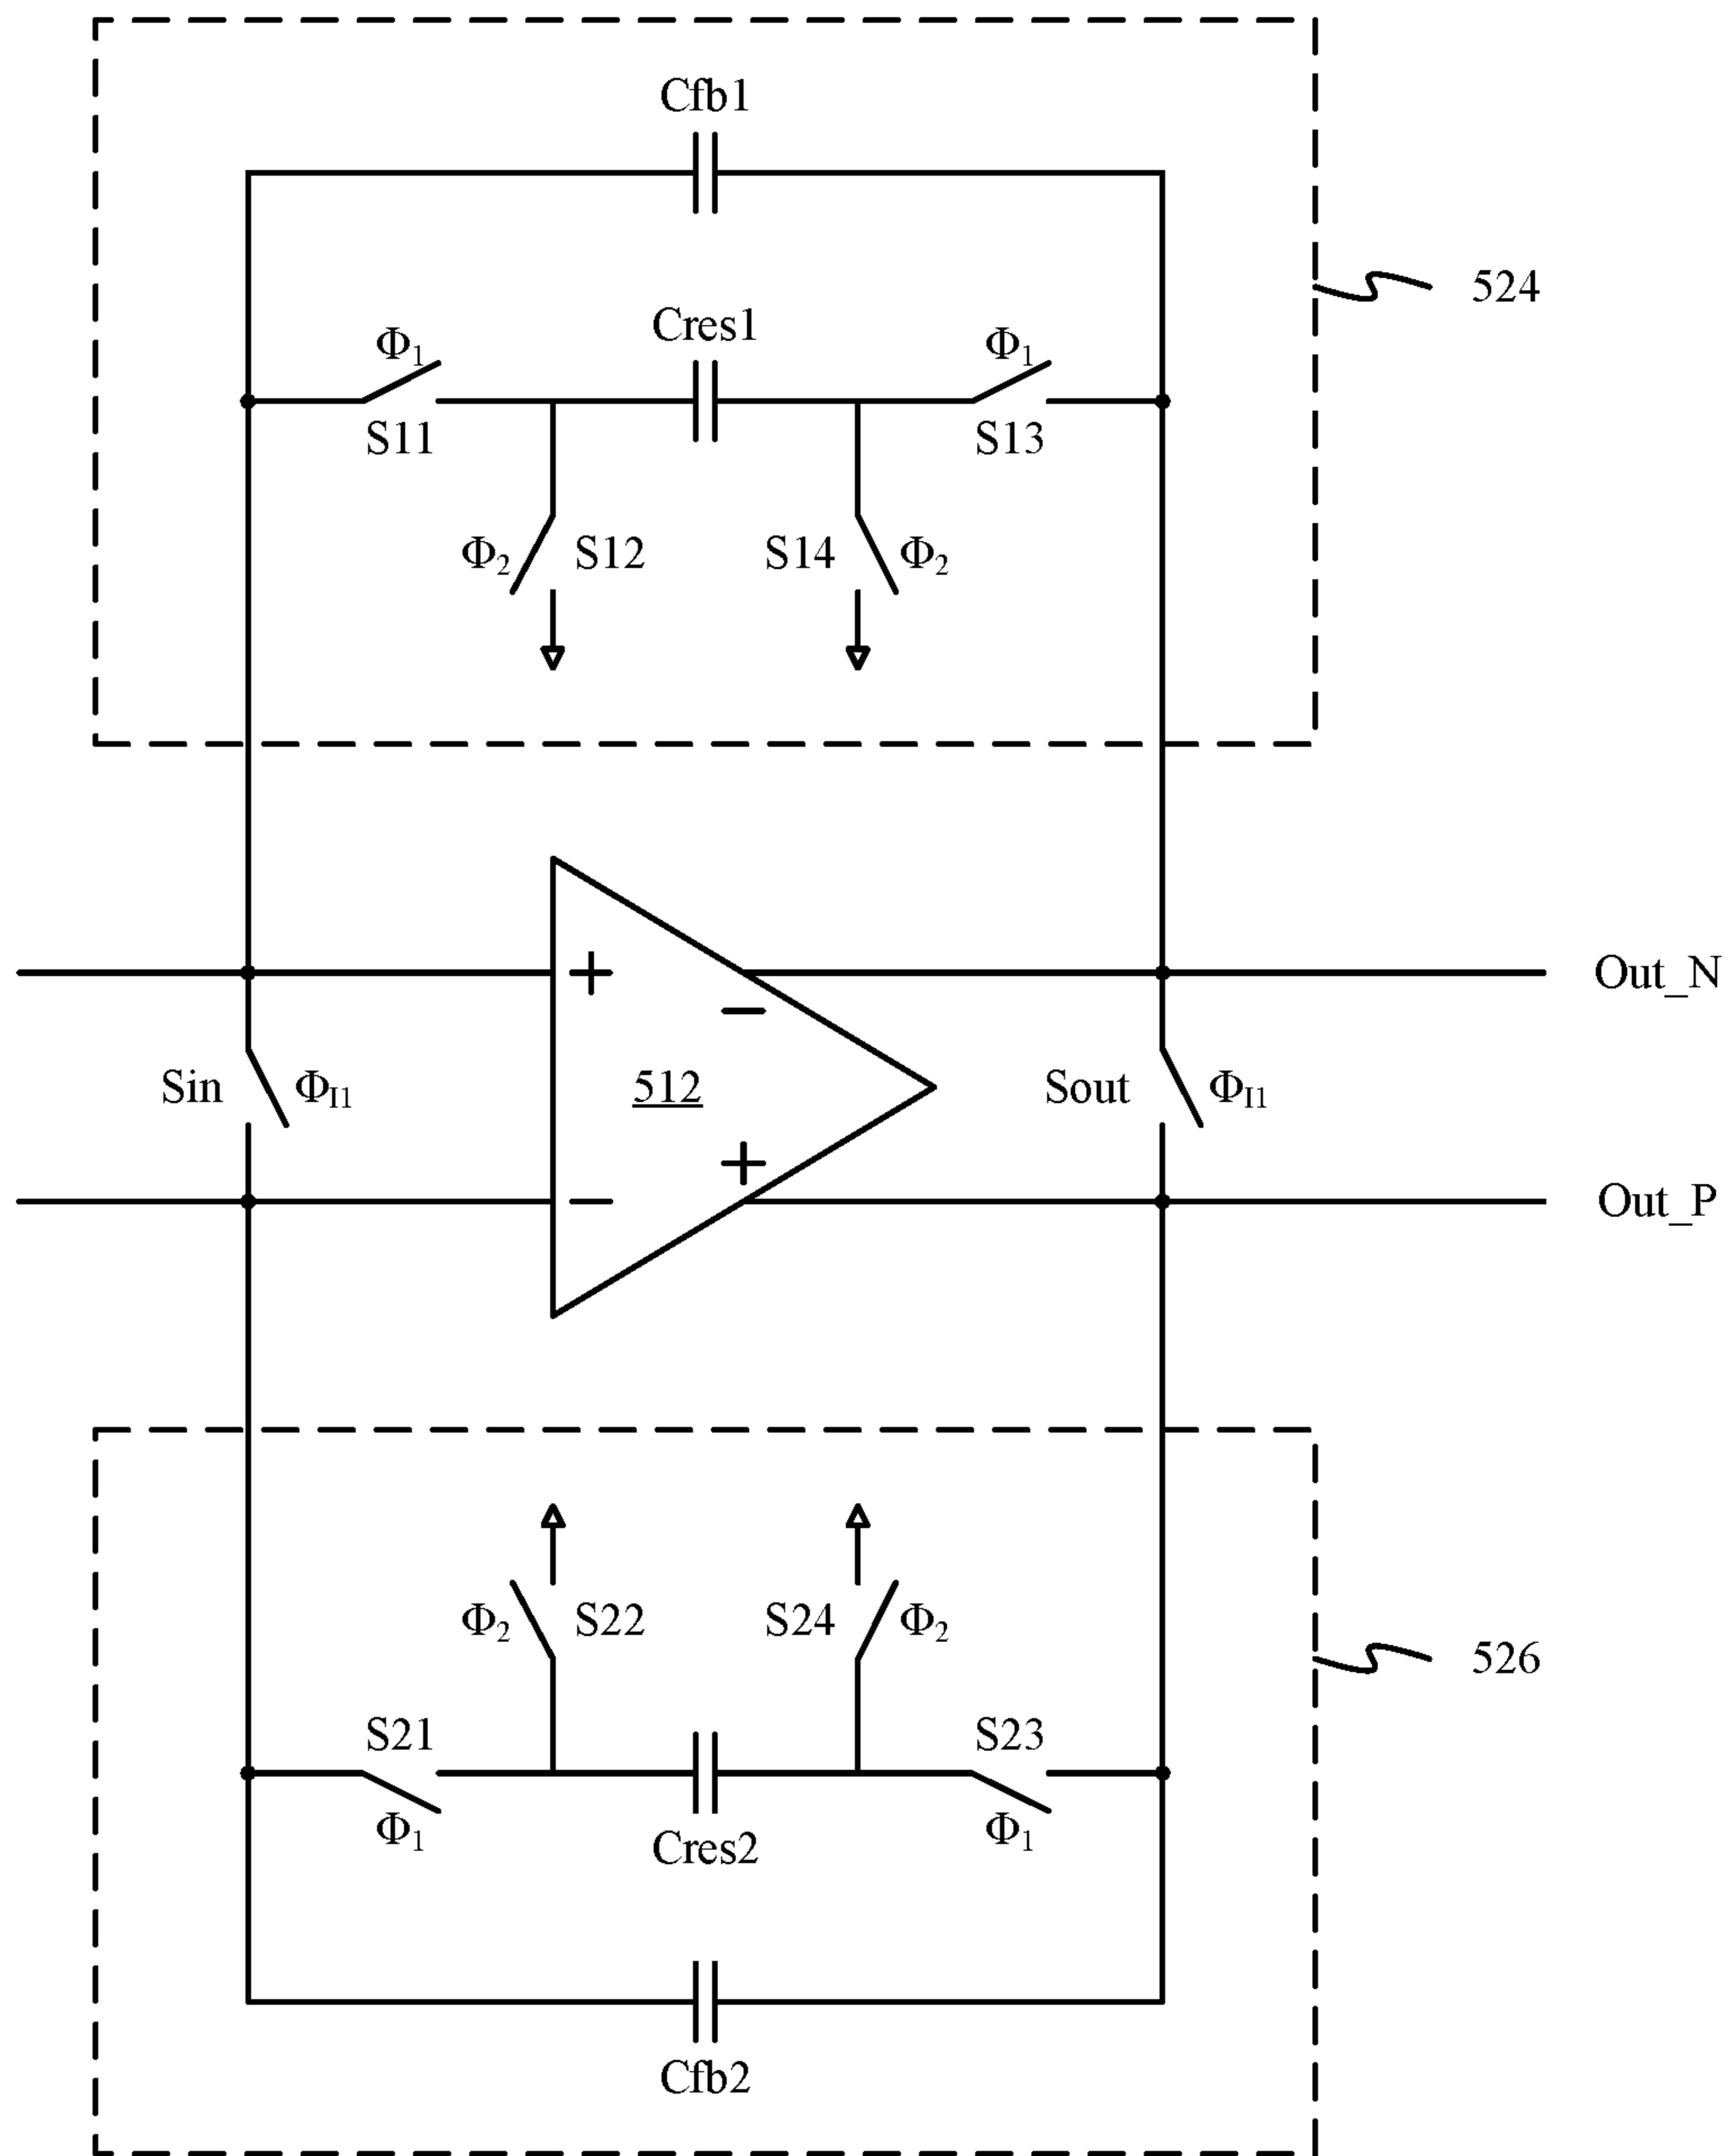 Cfb1
524
Cres1
Φ1 Φ1
S11 S13
Φ2 S12 S14 Φ2
+ Out_N
−
Sin ΦI1 512 Sout ΦI1
+
− Out_P
Φ2 S22 S24 Φ2
526
S21 S23
Φ1 Cres2 Φ1
Cfb2